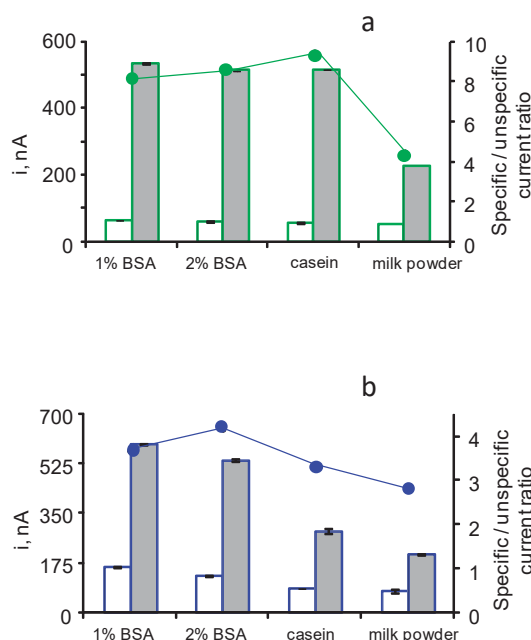 a
600
500
400
200
0
i, nA
10
8
6
4
2
0
Specific / unspecific
current ratio
1% BSA 2% BSA casein milk powder
b
700
525
350
175
0
i, nA
4
3
2
1
0
Specific / unspecific
current ratio
1% BSA 2% BSA casein milk powder